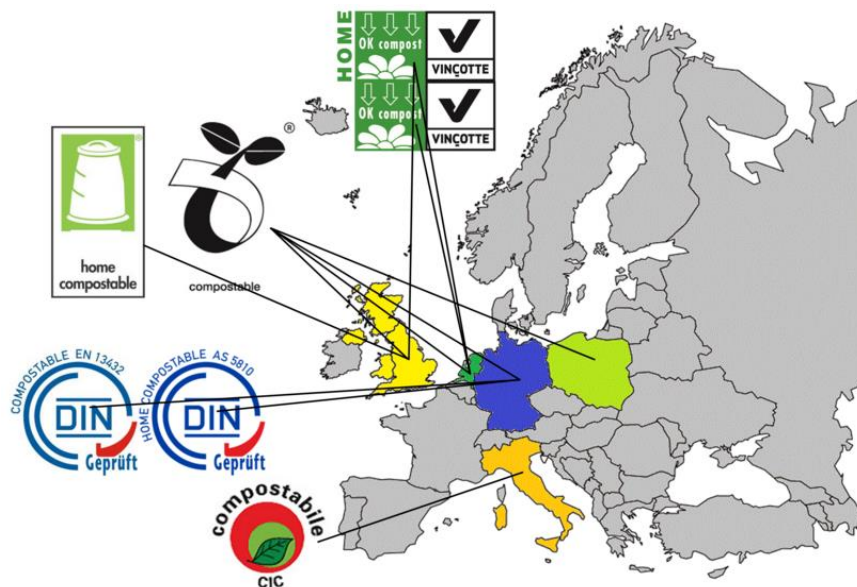 HOME
OK compost
VINÇOTTE
OK compost
VINÇOTTE
®
home
compostable
compostable
COMPOSTABLE EN 13432
DIN
Geprüft
HOME COMPOSTABLE AS 5810
DIN
Geprüft
compostabile
CIC